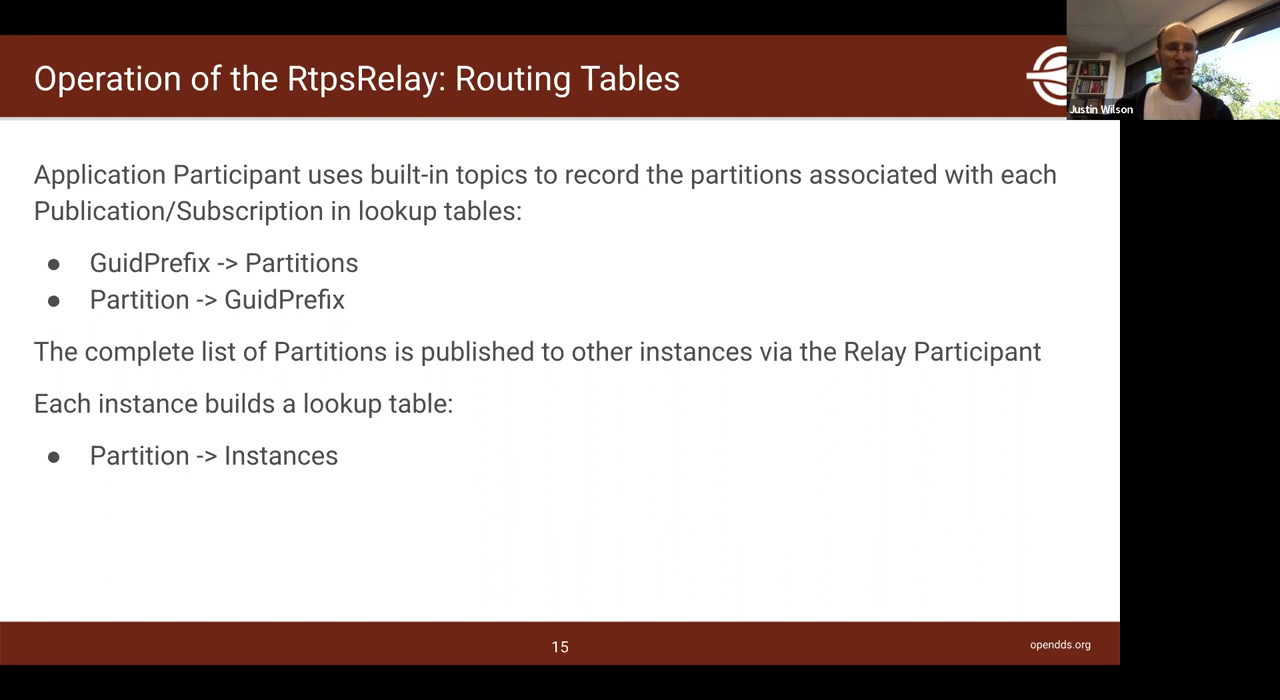 Operation of the RtpsRelay: Routing Tables
Justin Wilson
Application Participant uses built-in topics to record the partitions associated with each
Publication/Subscription in lookup tables:
● GuidPrefix -> Partitions
● Partition -> GuidPrefix
The complete list of Partitions is published to other instances via the Relay Participant
Each instance builds a lookup table:
● Partition -> Instances
15
opendds.org